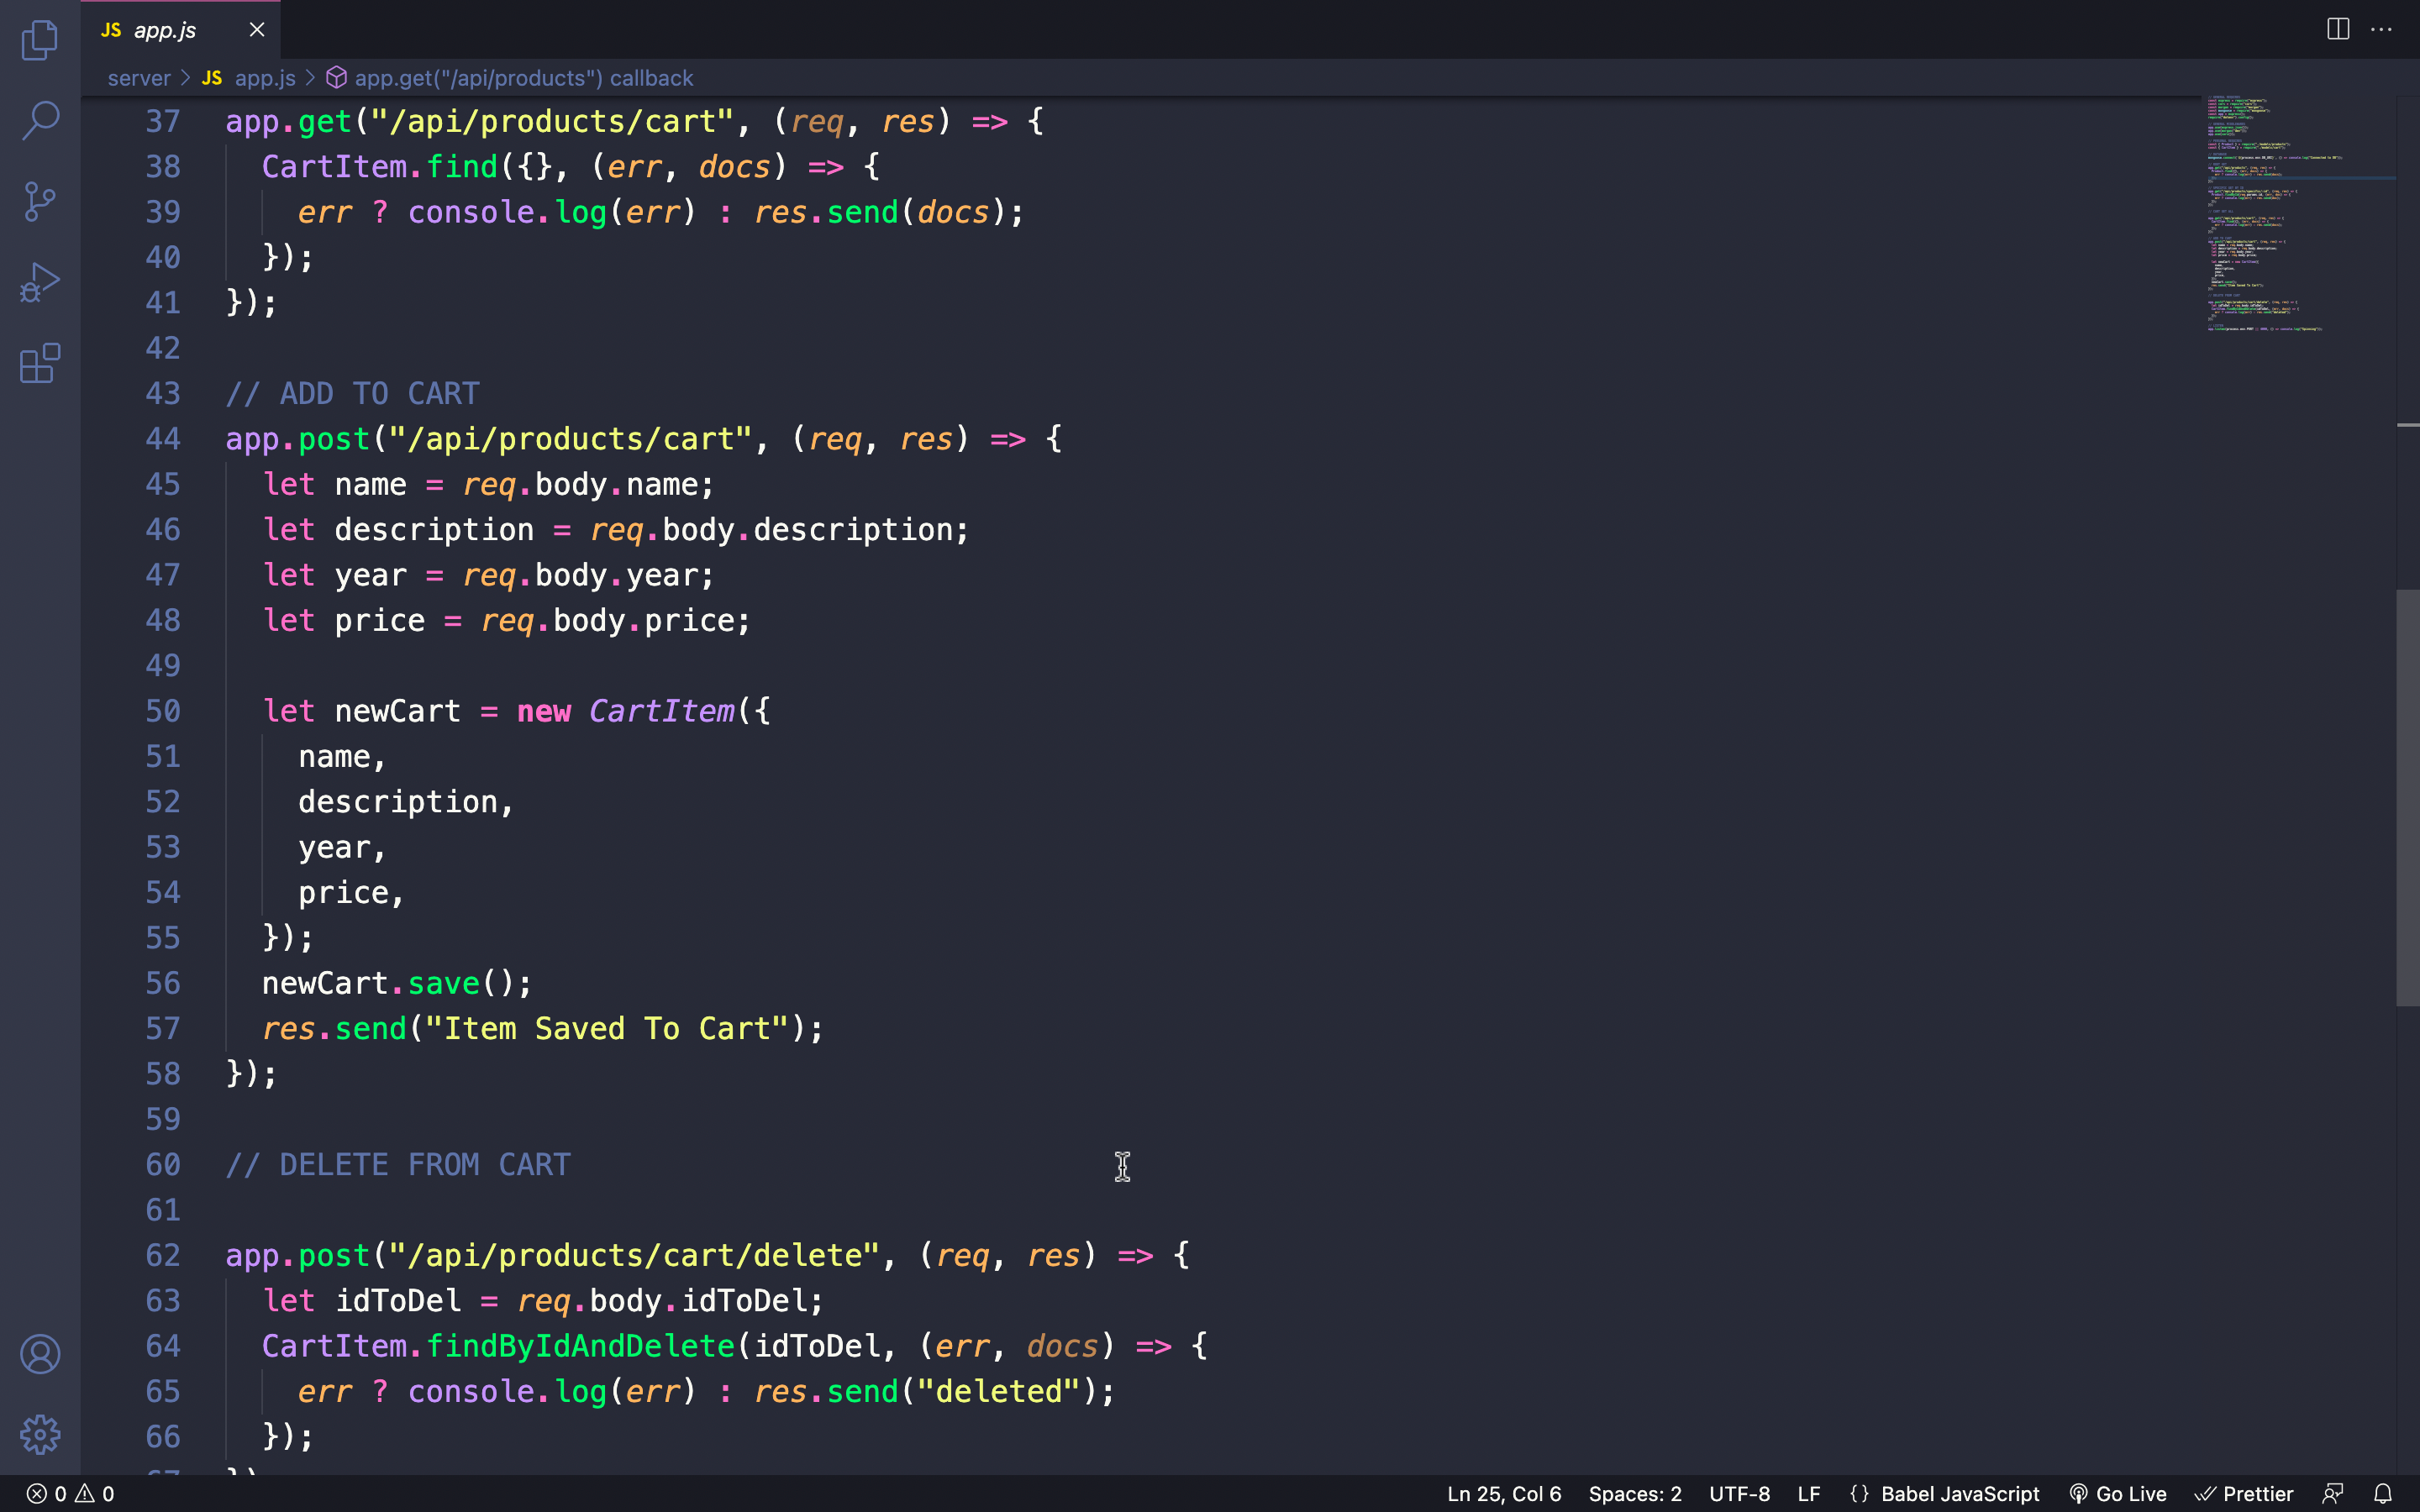 JS app.js
server > JS app.js > app.get("/api/products") callback
37 app.get("/api/products/cart", (req, res) => {
38 CartItem.find({}, (err, docs) => {
39 err ? console.log(err) : res.send(docs);
40 });
41 });
42
43 // ADD TO CART
44 app.post("/api/products/cart", (req, res) => {
45 let name = req.body.name;
46 let description = req.body.description;
47 let year = req.body.year;
48 let price = req.body.price;
49
50 let newCart = new CartItem({
51 name,
52 description,
53 year,
54 price,
55 });
56 newCart.save();
57 res.send("Item Saved To Cart");
58 });
59
60 // DELETE FROM CART
61
62 app.post("/api/products/cart/delete", (req, res) => {
63 let idToDel = req.body.idToDel;
64 CartItem.findByIdAndDelete(idToDel, (err, docs) => {
65 err ? console.log(err) : res.send("deleted");
66 });
0 0 Ln 25, Col 6 Spaces: 2 UTF-8 LF {} Babel JavaScript Go Live Prettier